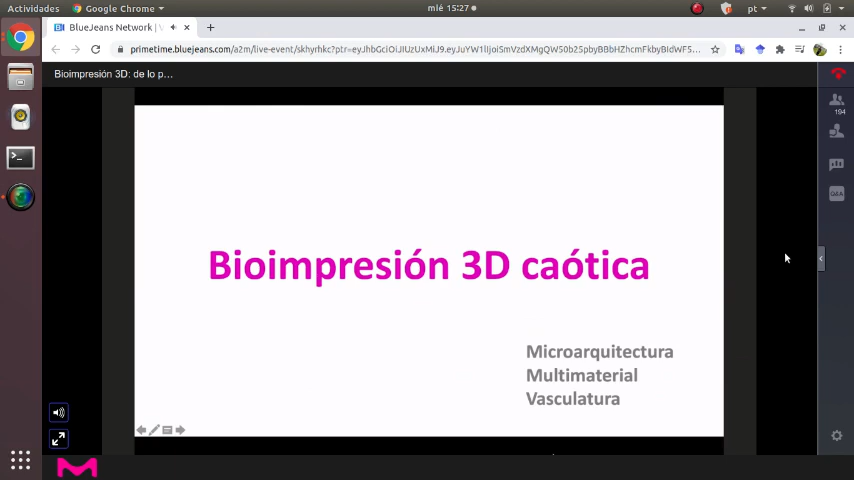 Actividades
Google Chrome
mié 15:27
pt
BlueJeans Network | V
primetime.bluejeans.com/a2m/live-event/skhyrhkc?ptr=eyJhbGciOiJIUzUxMiJ9.eyJuYW1lIjoiSmVzdXMgQW50b25pbyBBbHZhcmFkbyIdWF5...
Bioimpresión 3D: de lo p...
194
Q&A
Bioimpresión 3D caótica
Microarquitectura
Multimaterial
Vasculatura